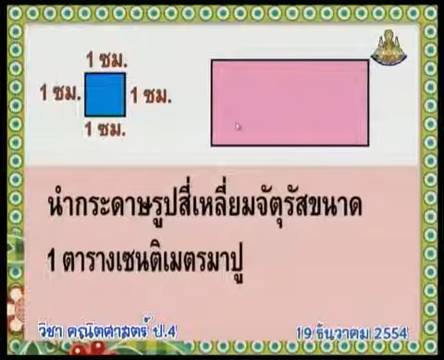 1 ซม.
1 ซม. 1 ซม.
1 ซม.
นำกระดาษรูปสี่เหลี่ยมจัตุรัสขนาด
1 ตารางเซนติเมตรมาปู
วิชา คณิตศาสตร์ ป.4 19 ธันวาคม 2554